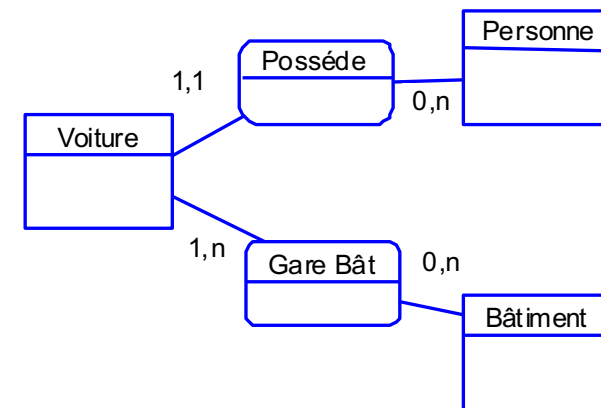 Personne
Posséde
1,1
0,n
Voiture
1,n
Gare Bât
0,n
Bâtiment